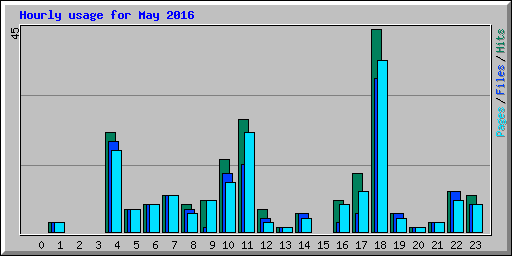 Hourly usage for May 2016
45
Pages / Files / Hits
0 1 2 3 4 5 6 7 8 9 10 11 12 13 14 15 16 17 18 19 20 21 22 23